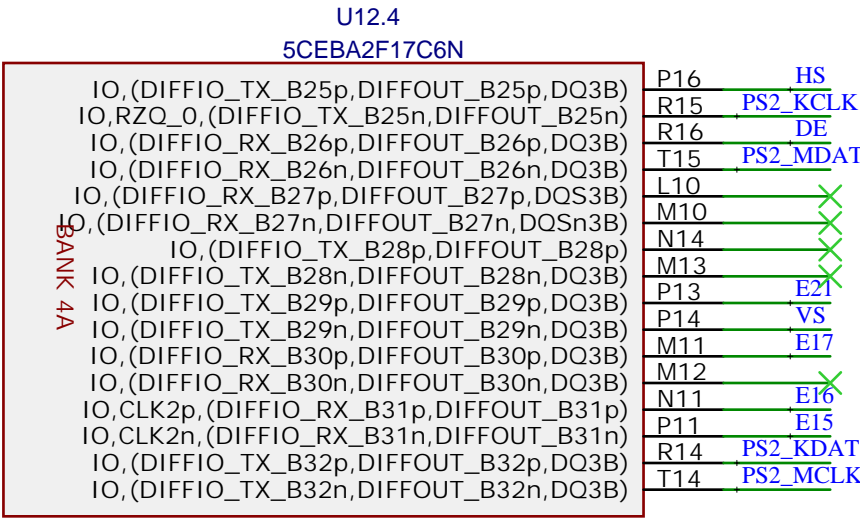 U12.4
5CEBA2F17C6N
IO,(DIFFIO_TX_B25p,DIFFOUT_B25p,DQ3B) P16 HS
IO,RZQ_0,(DIFFIO_TX_B25n,DIFFOUT_B25n) R15 PS2_KCLK
IO,(DIFFIO_RX_B26p,DIFFOUT_B26p,DQ3B) R16 DE
IO,(DIFFIO_RX_B26n,DIFFOUT_B26n,DQ3B) T15 PS2_MDAT
IO,(DIFFIO_RX_B27p,DIFFOUT_B27p,DQS3B) L10
IO,(DIFFIO_RX_B27n,DIFFOUT_B27n,DQSn3B) M10
IO,(DIFFIO_TX_B28p,DIFFOUT_B28p) N14
IO,(DIFFIO_TX_B28n,DIFFOUT_B28n,DQ3B) M13
IO,(DIFFIO_TX_B29p,DIFFOUT_B29p,DQ3B) P13 E21
IO,(DIFFIO_TX_B29n,DIFFOUT_B29n,DQ3B) P14 VS
IO,(DIFFIO_RX_B30p,DIFFOUT_B30p,DQ3B) M11 E17
IO,(DIFFIO_RX_B30n,DIFFOUT_B30n,DQ3B) M12
IO,CLK2p,(DIFFIO_RX_B31p,DIFFOUT_B31p) N11 E16
IO,CLK2n,(DIFFIO_RX_B31n,DIFFOUT_B31n) P11 E15
IO,(DIFFIO_TX_B32p,DIFFOUT_B32p,DQ3B) R14 PS2_KDAT
IO,(DIFFIO_TX_B32n,DIFFOUT_B32n,DQ3B) T14 PS2_MCLK
BANK 4A